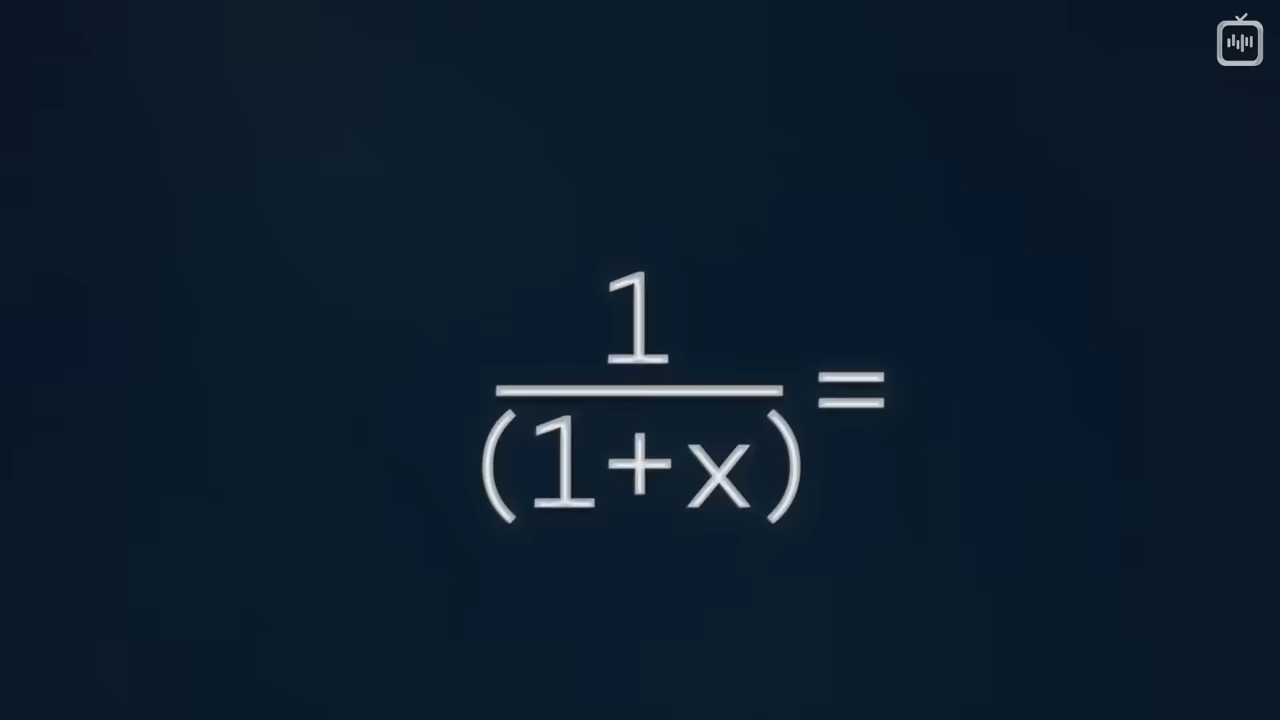 1
(1+x) =